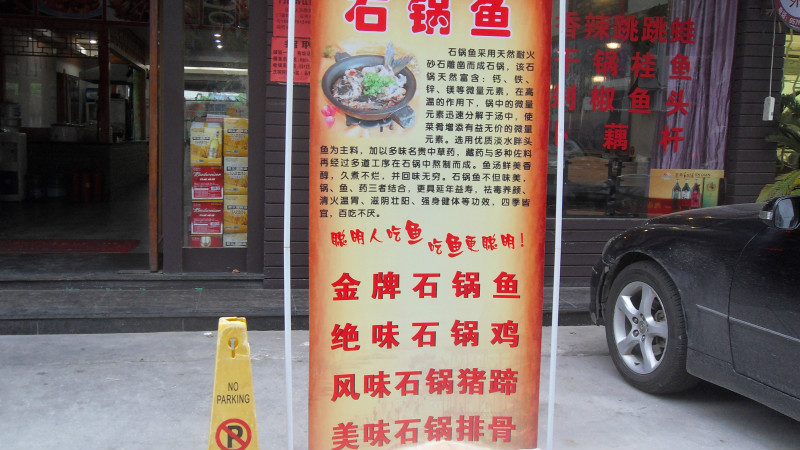 石锅鱼
石锅鱼采用天然耐火
砂石雕凿而成石锅，该石
锅天然富含：钙、铁、
锌、镁等微量元素，在高
温的作用下，锅中的微量
元素迅速分解于汤中，使
菜肴增添有益无价的微量
元素。选用优质淡水胖头
鱼为主料，加以多味名贵中草药，藏药与多种佐料
再经过多道工序在石锅中熬制而成。鱼汤鲜美香
醇，久煮不烂，并回味无穷。石锅鱼不但味美，
锅、鱼、药三者结合，更具延年益寿，祛毒养颜、
清火温胃、滋阴壮阳、强身健体等功效，四季皆
宜，百吃不厌。
聪明人吃鱼 吃鱼更聪明！
金牌石锅鱼
绝味石锅鸡
风味石锅猪蹄
美味石锅排骨
香辣跳跳蛙
干锅桂鱼
剁椒鱼头
藕杆
NO
PARKING
P
Budweiser